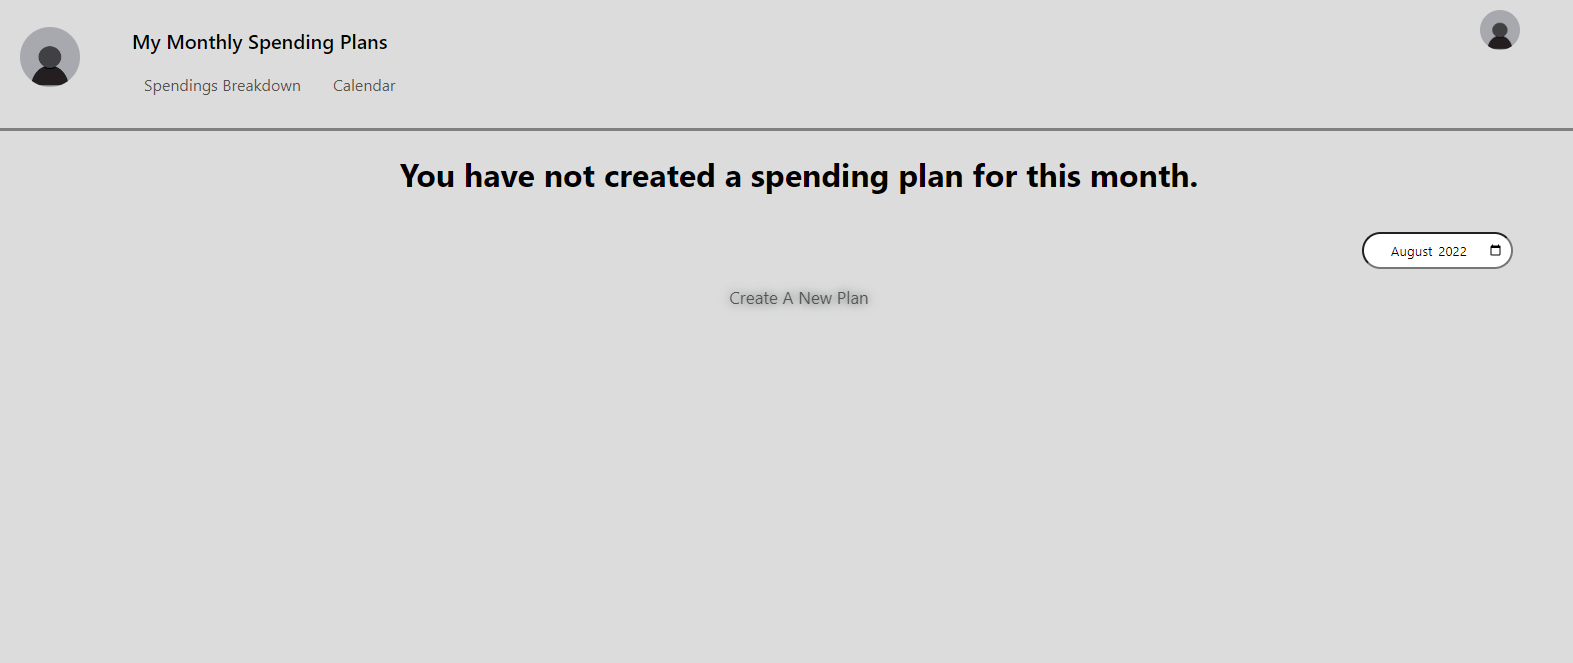 My Monthly Spending Plans
Spendings Breakdown Calendar
You have not created a spending plan for this month.
August 2022
Create A New Plan